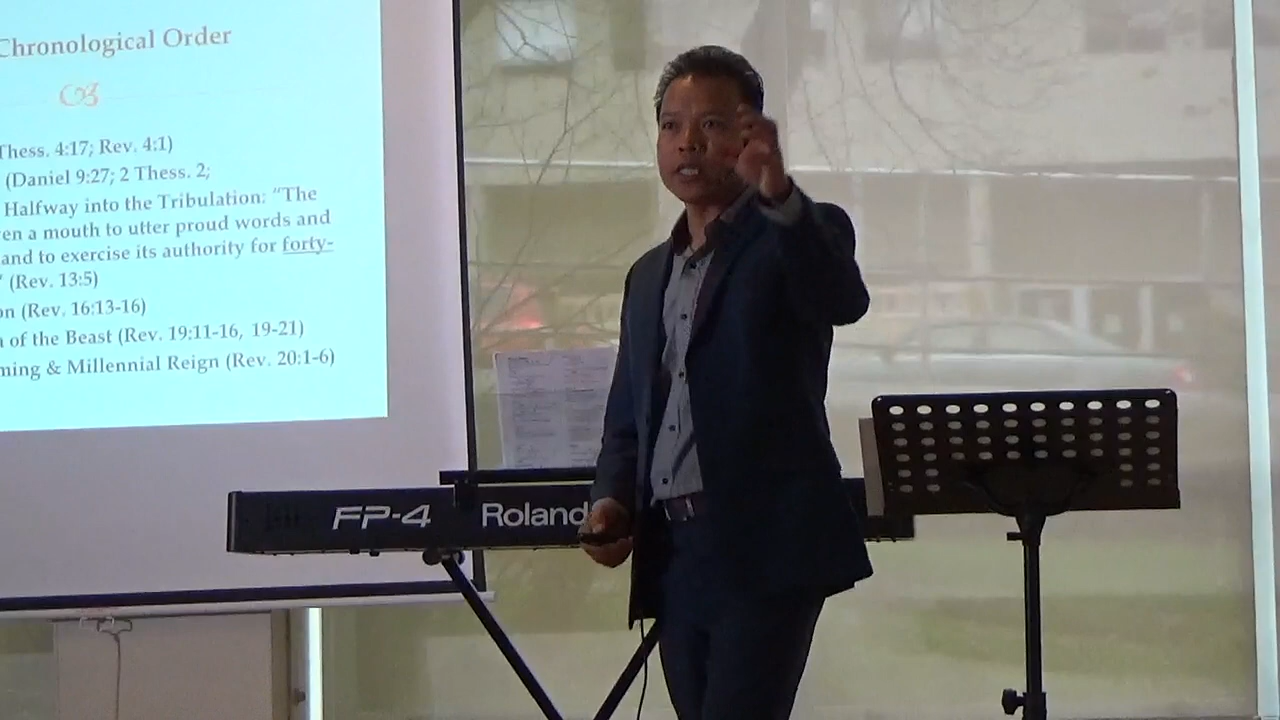 Chronological Order
Thess. 4:17; Rev. 4:1)
(Daniel 9:27; 2 Thess. 2;
Halfway into the Tribulation: “The
en a mouth to utter proud words and
and to exercise its authority for forty-
” (Rev. 13:5)
on (Rev. 16:13-16)
of the Beast (Rev. 19:11-16, 19-21)
ming & Millennial Reign (Rev. 20:1-6)
FP-4 Roland